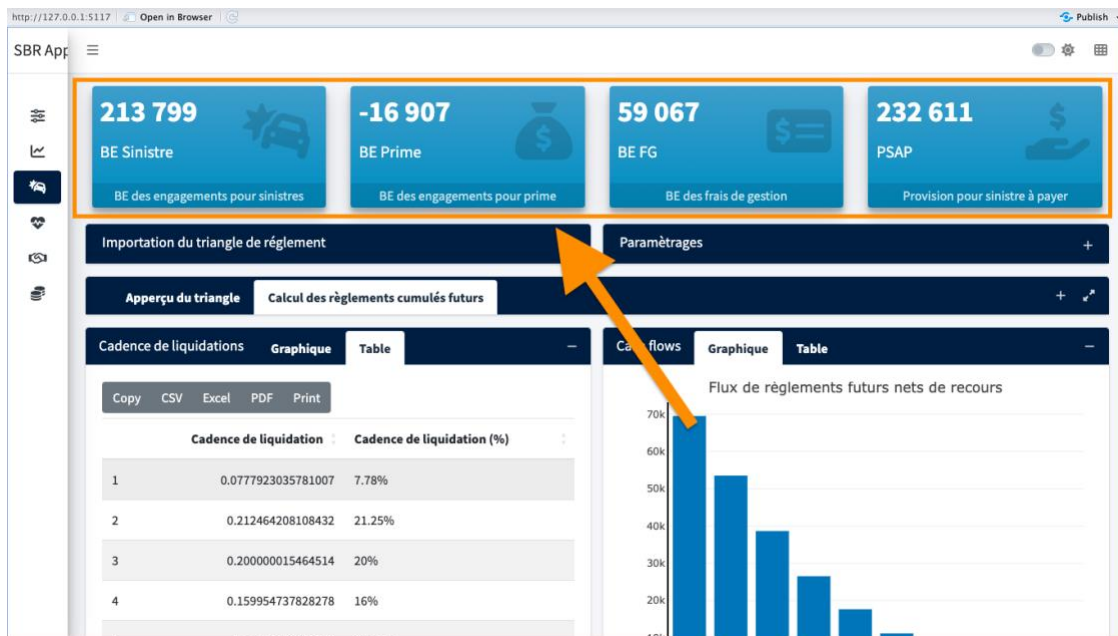 http://127.0.0.1:5117 Open in Browser Publish
SBR App
213 799
BE Sinistre
BE des engagements pour sinistres
-16 907
BE Prime
BE des engagements pour prime
59 067
BE FG
BE des frais de gestion
232 611
PSAP
Provision pour sinistre à payer
Importation du triangle de réglement
Paramètrages
Apperçu du triangle Calcul des règlements cumulés futurs
Cadence de liquidations Graphique Table
Copy CSV Excel PDF Print
Cadence de liquidation Cadence de liquidation (%)
1 0.0777923035781007 7.78%
2 0.212464208108432 21.25%
3 0.200000015464514 20%
4 0.159954737828278 16%
flows Graphique Table
Flux de règlements futurs nets de recours
70k
60k
50k
40k
30k
20k